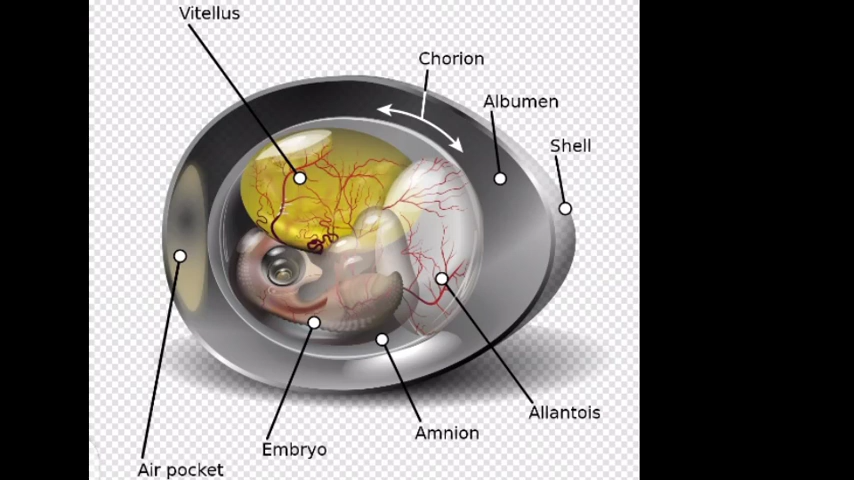 Vitellus
Chorion
Albumen
Shell
Allantois
Amnion
Embryo
Air pocket